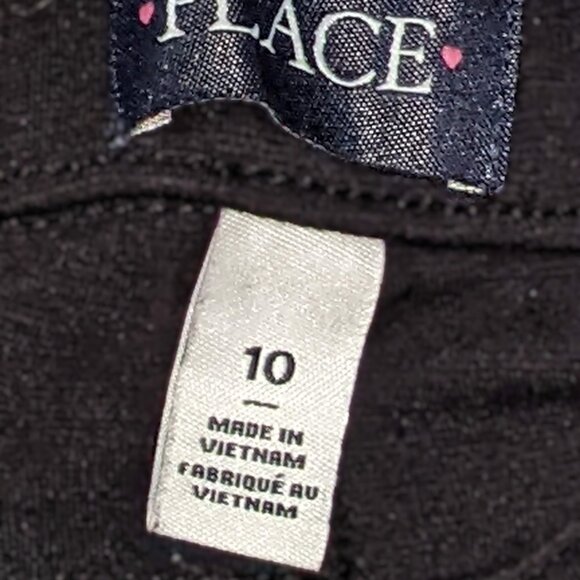 PLACE
10
MADE IN
VIETNAM
FABRIQUÉ AU
VIETNAM